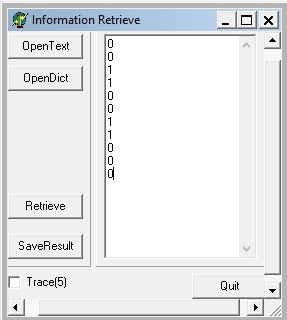 Information Retrieve
OpenText
OpenDict
Retrieve
SaveResult
0
0
1
1
0
0
1
1
0
0
0
Trace(5)
Quit